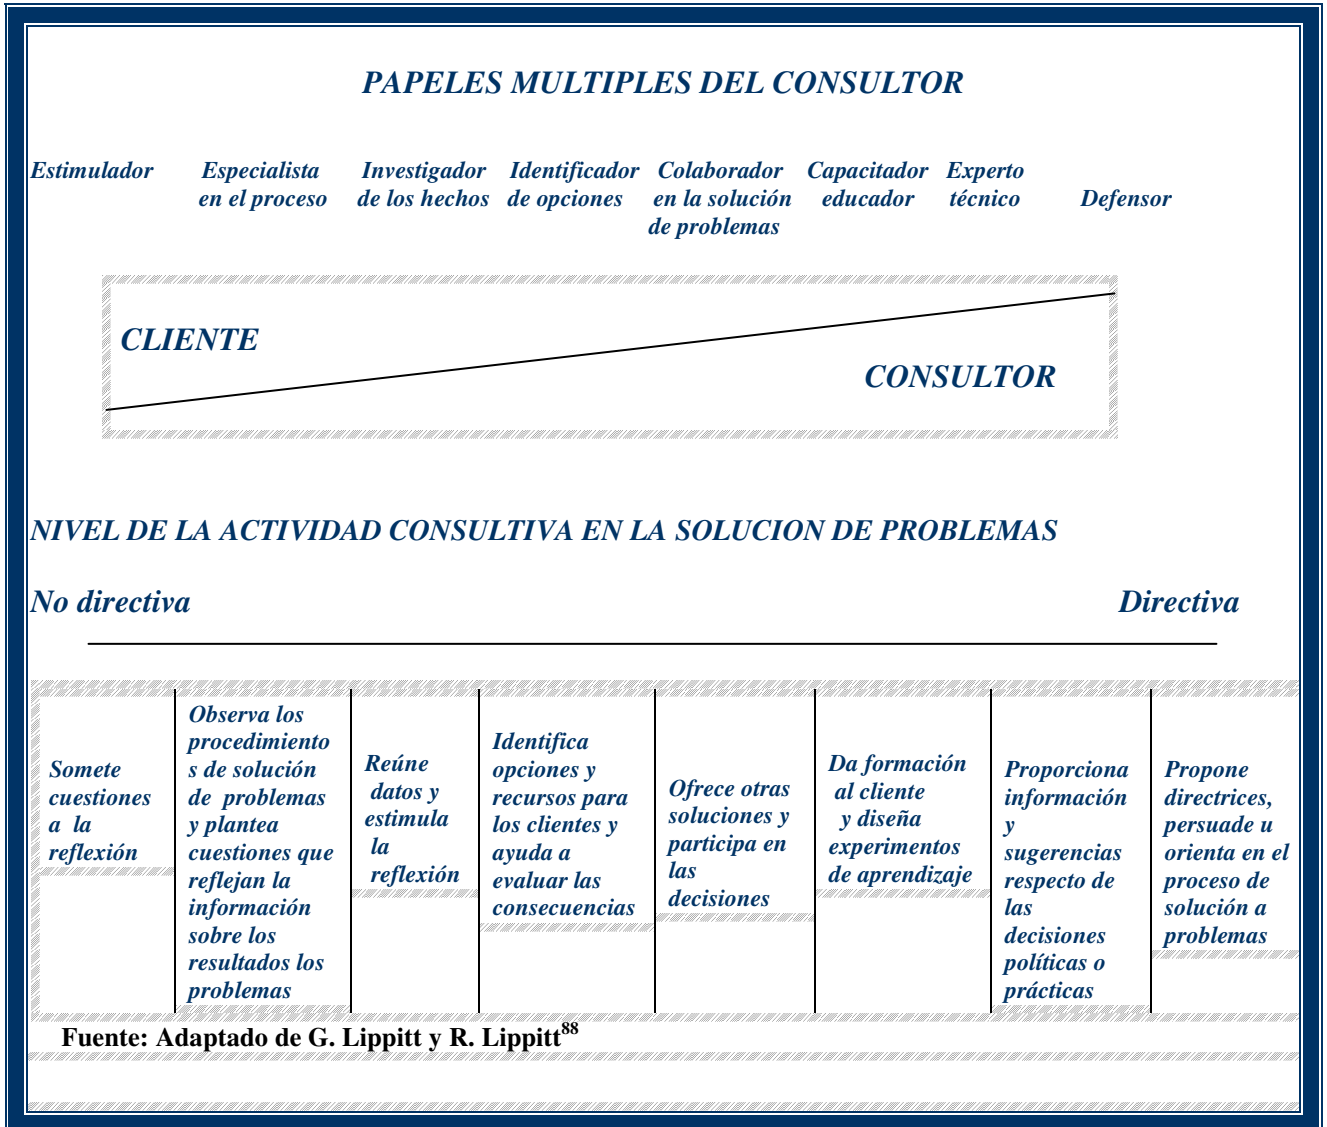 PAPELES MULTIPLES DEL CONSULTOR
Estimulador
Especialista
en el proceso
Investigador
de los hechos
Identificador
de opciones
Colaborador
en la solución
de problemas
Capacitador
educador
Experto
técnico
Defensor
CLIENTE
CONSULTOR
NIVEL DE LA ACTIVIDAD CONSULTIVA EN LA SOLUCION DE PROBLEMAS
No directiva
Directiva
Somete
cuestiones
a la
reflexión
Observa los
procedimiento
s de solución
de problemas
y plantea
cuestiones que
reflejan la
información
sobre los
resultados los
problemas
Reúne
datos y
estimula
la
reflexión
Identifica
opciones y
recursos para
los clientes y
ayuda a
evaluar las
consecuencias
Ofrece otras
soluciones y
participa en
las
decisiones
Da formación
al cliente
y diseña
experimentos
de aprendizaje
Proporciona
información
y
sugerencias
respecto de
las
decisiones
políticas o
prácticas
Propone
directrices,
persuade u
orienta en el
proceso de
solución a
problemas
Fuente: Adaptado de G. Lippitt y R. Lippitt88